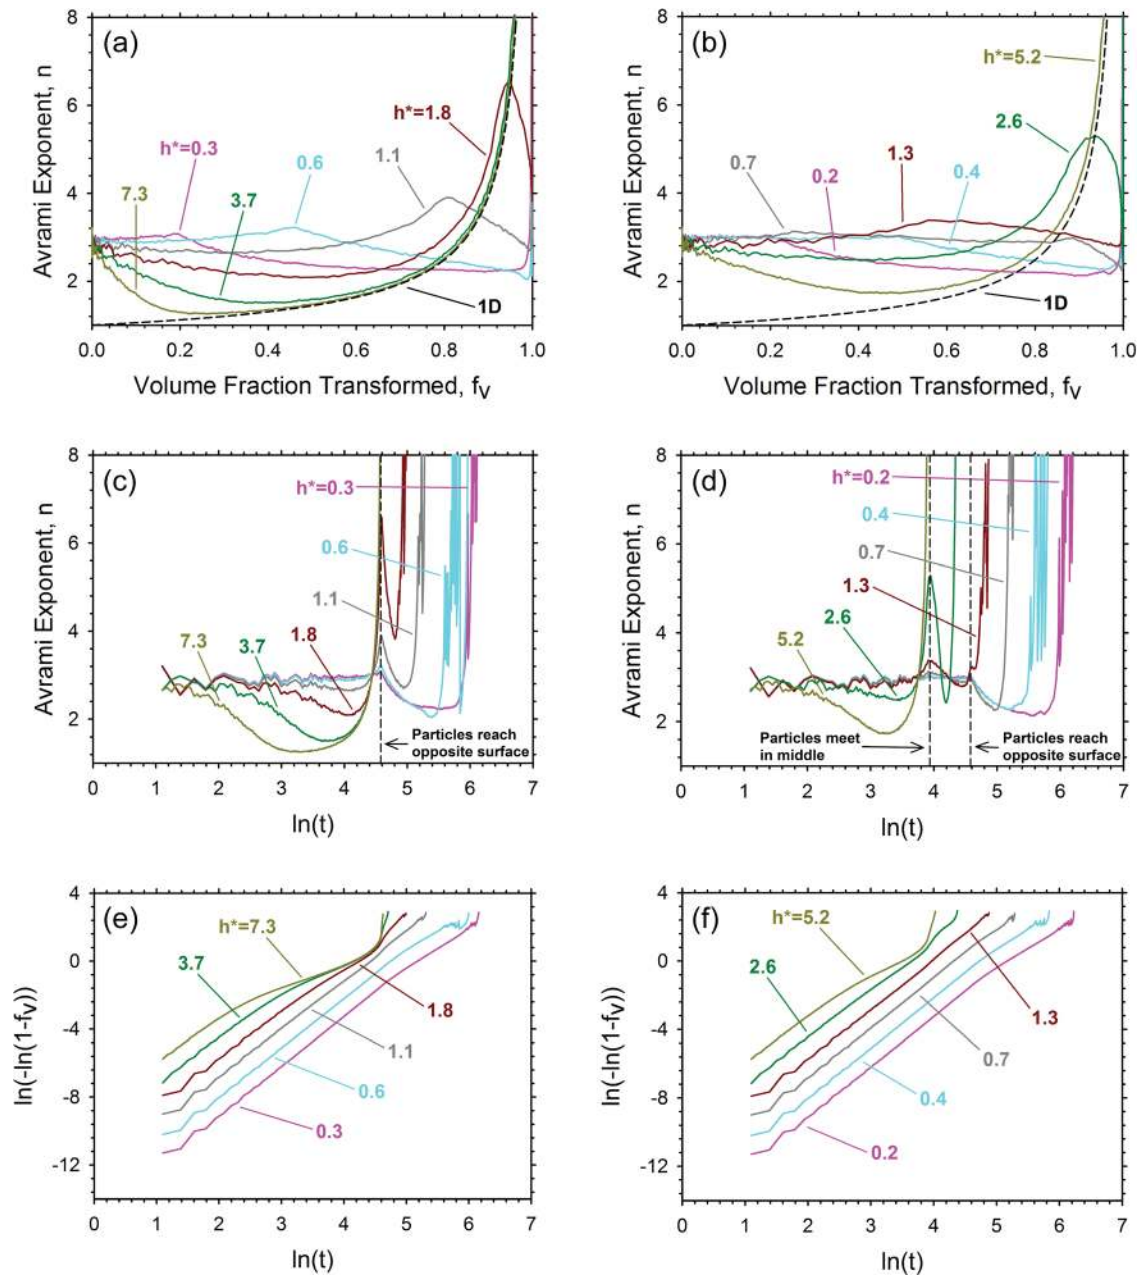 (a)
8
6
4
2
Avrami Exponent, n
h*=1.8
h*=0.3
0.6
1.1
7.3
3.7
1D
0.0 0.2 0.4 0.6 0.8 1.0
Volume Fraction Transformed, fV
(b)
8
6
4
2
Avrami Exponent, n
h*=5.2
2.6
1.3
0.7
0.2
0.4
1D
0.0 0.2 0.4 0.6 0.8 1.0
Volume Fraction Transformed, fV
(c)
8
6
4
2
Avrami Exponent, n
h*=0.3
0.6
1.1
1.8
3.7
7.3
Particles reach
opposite surface
0 1 2 3 4 5 6 7
ln(t)
(d)
8
6
4
2
Avrami Exponent, n
h*=0.2
0.4
0.7
1.3
2.6
5.2
Particles meet
in middle
Particles reach
opposite surface
0 1 2 3 4 5 6 7
ln(t)
(e)
4
0
-4
-8
-12
ln(-ln(1-fV))
h*=7.3
3.7
1.8
1.1
0.6
0.3
0 1 2 3 4 5 6 7
ln(t)
(f)
4
0
-4
-8
-12
ln(-ln(1-fV))
h*=5.2
2.6
1.3
0.7
0.4
0.2
0 1 2 3 4 5 6 7
ln(t)